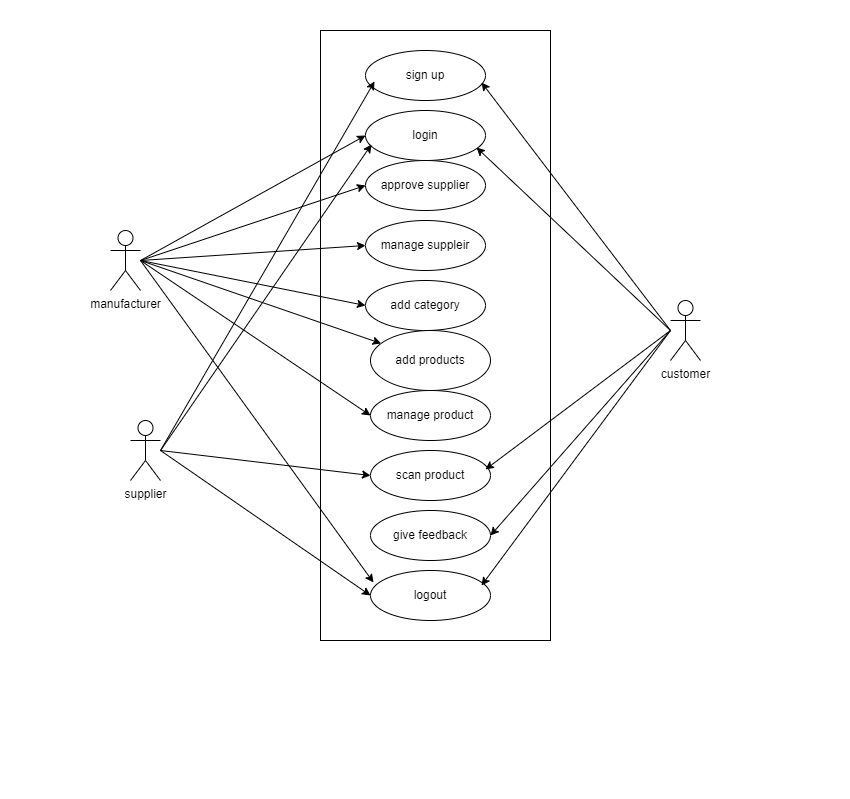 sign up
login
approve supplier
manage suppleir
add category
add products
manage product
scan product
give feedback
logout
manufacturer
supplier
customer